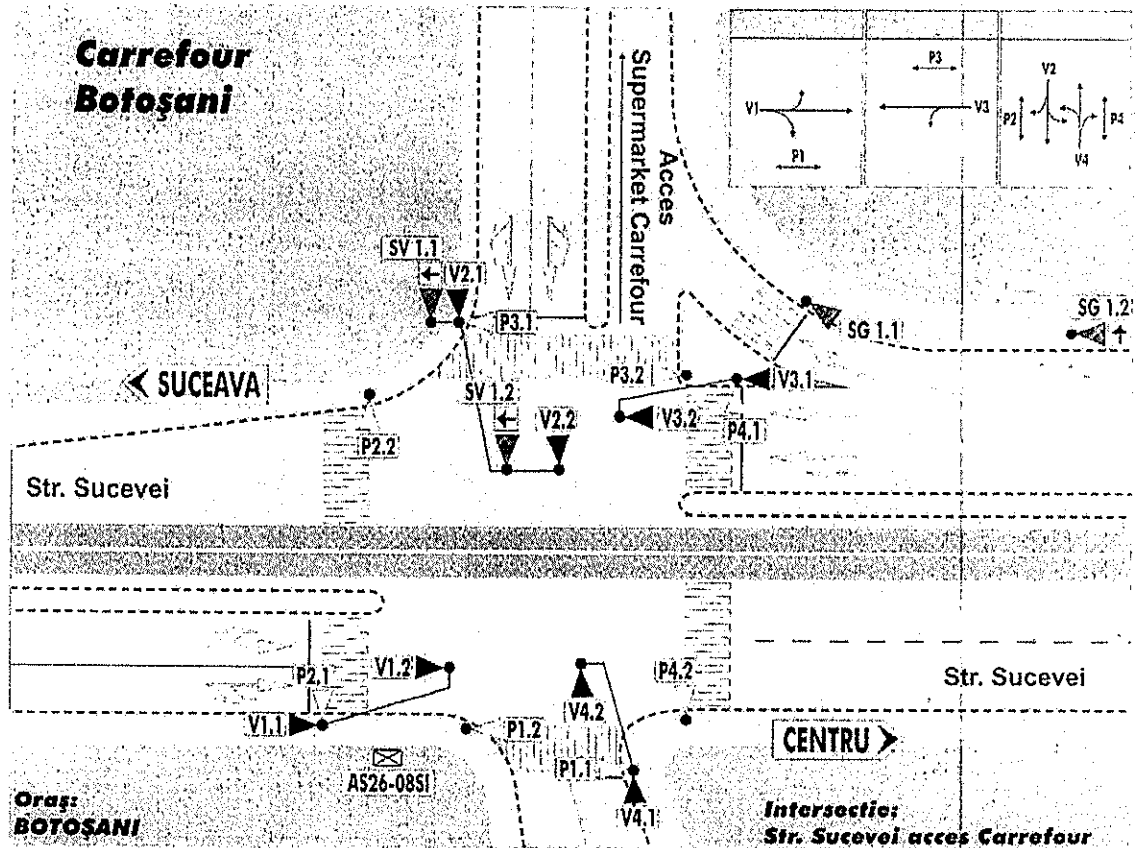 Carrefour
Botoşani
P3
V1
P1
V3
V2
P2
P4
V4
Acces
Supermarket Carrefour
SV 1.1
V2.1
P3.1
SG 1.1
SG 1.2
SUCEAVA
P3.2
V3.1
SV 1.2
V2.2
V3.2
P2.2
P4.1
Str. Sucevei
P2.1
V1.2
P4.2
Str. Sucevei
V1.1
V4.2
P1.2
CENTRU
AS26-08SI
P1.1
V4.1
Oraş:
BOTOŞANI
Intersectie:
Str. Sucevei acces Carrefour